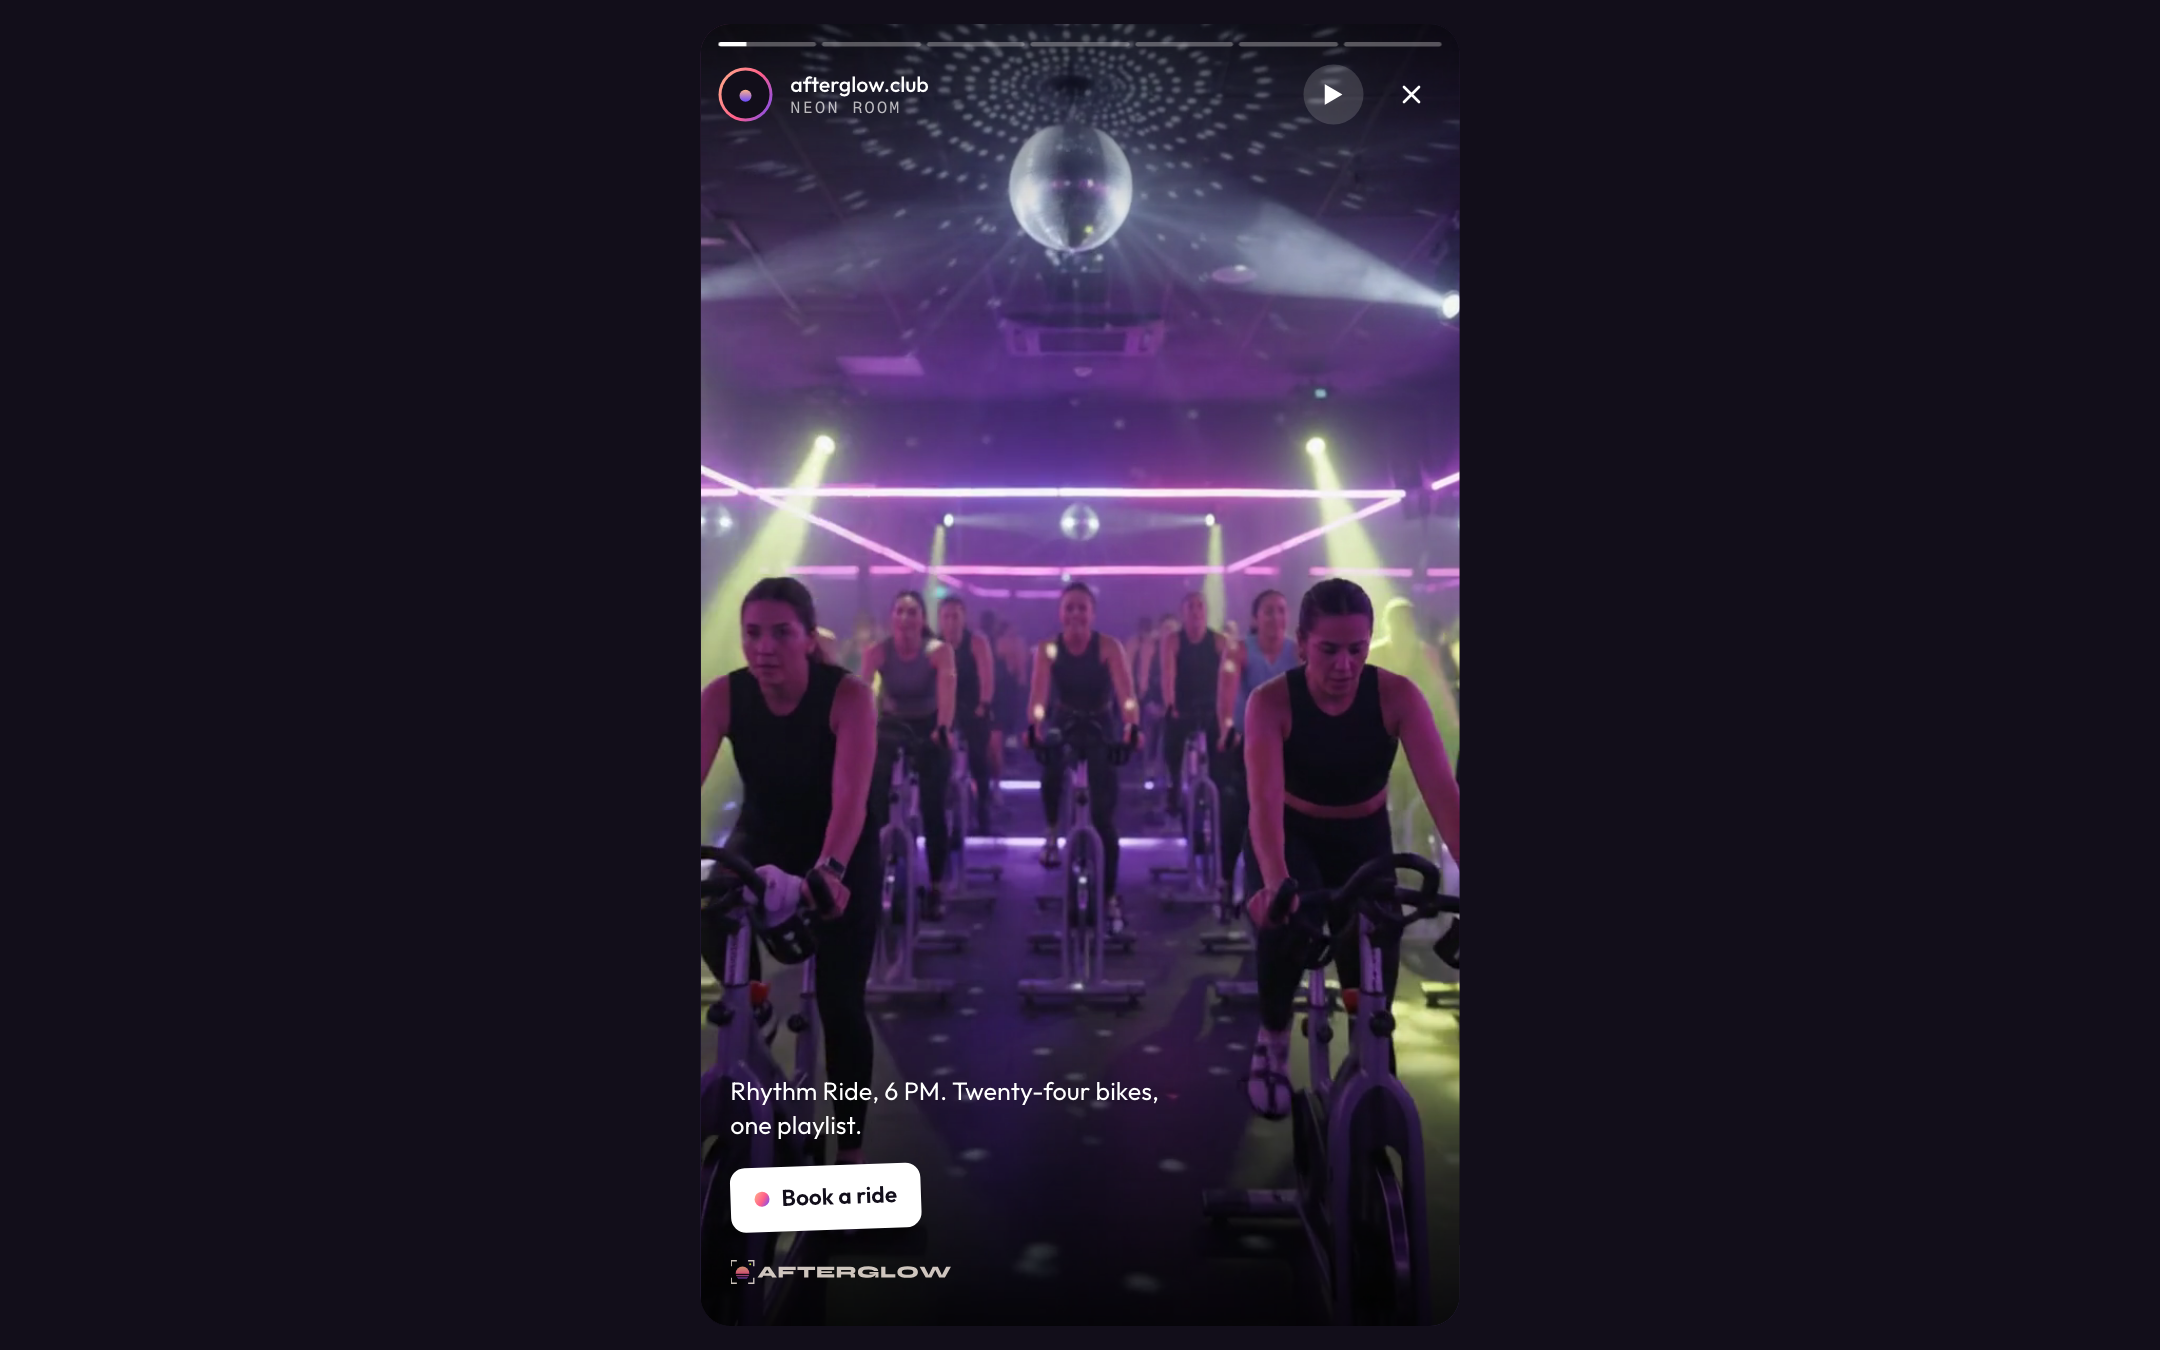 afterglow.club
NEON ROOM
Rhythm Ride, 6 PM. Twenty-four bikes,
one playlist.
Book a ride
AFTERGLOW